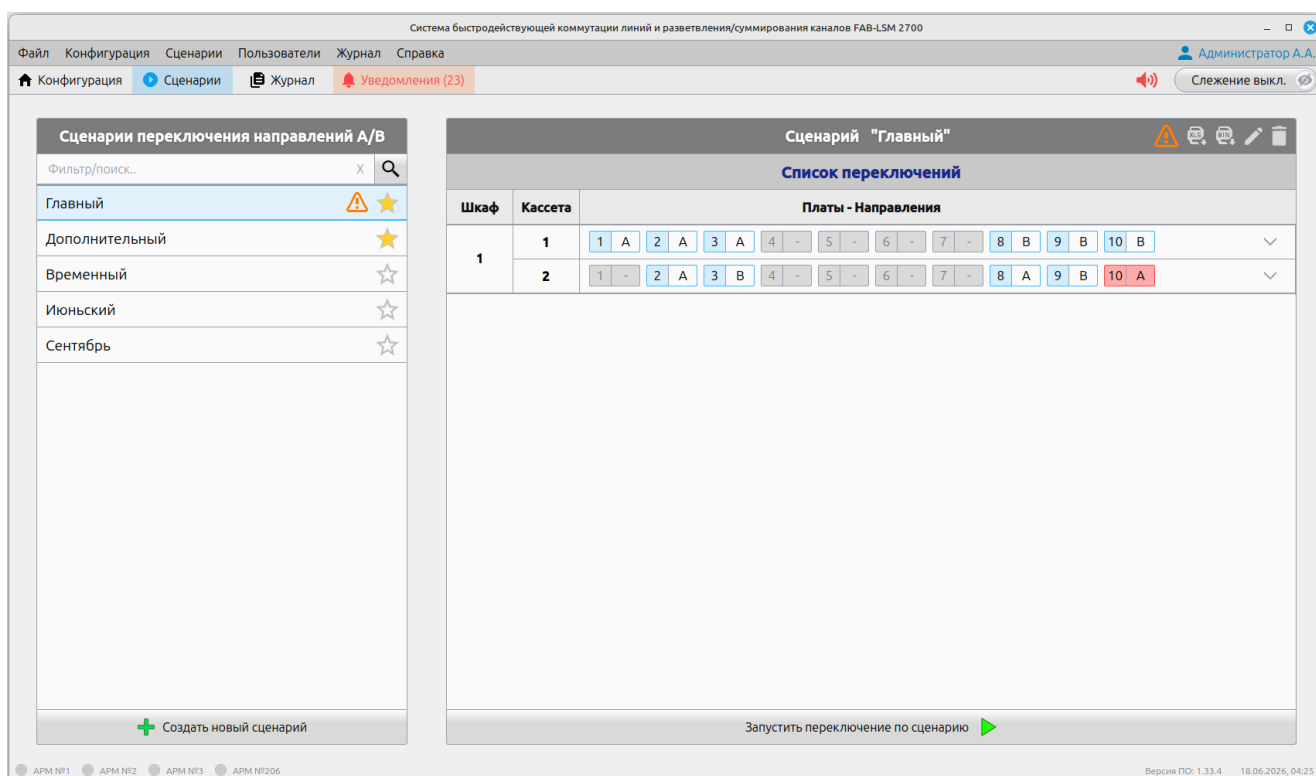 Система быстродействующей коммутации линий и разветвления/суммирования каналов FAB-LSM 2700
Файл Конфигурация Сценарии Пользователи Журнал Справка Администратор А.А.
Конфигурация Сценарии Журнал Уведомления (23) Слежение выкл.
Сценарии переключения направлений А/В
Фильтр/поиск.. X
Главный
Дополнительный
Временный
Июньский
Сентябрь
Создать новый сценарий
Сценарий "Главный" XLS BIN
Список переключений
Шкаф Кассета Платы - Направления
1
1 1 A 2 A 3 A 4 - 5 - 6 - 7 - 8 B 9 B 10 B
2 1 - 2 A 3 B 4 - 5 - 6 - 7 - 8 A 9 B 10 A
Запустить переключение по сценарию
АРМ №1 АРМ №2 АРМ №3 АРМ №206 Версия ПО: 1.33.4 18.06.2026, 04:25